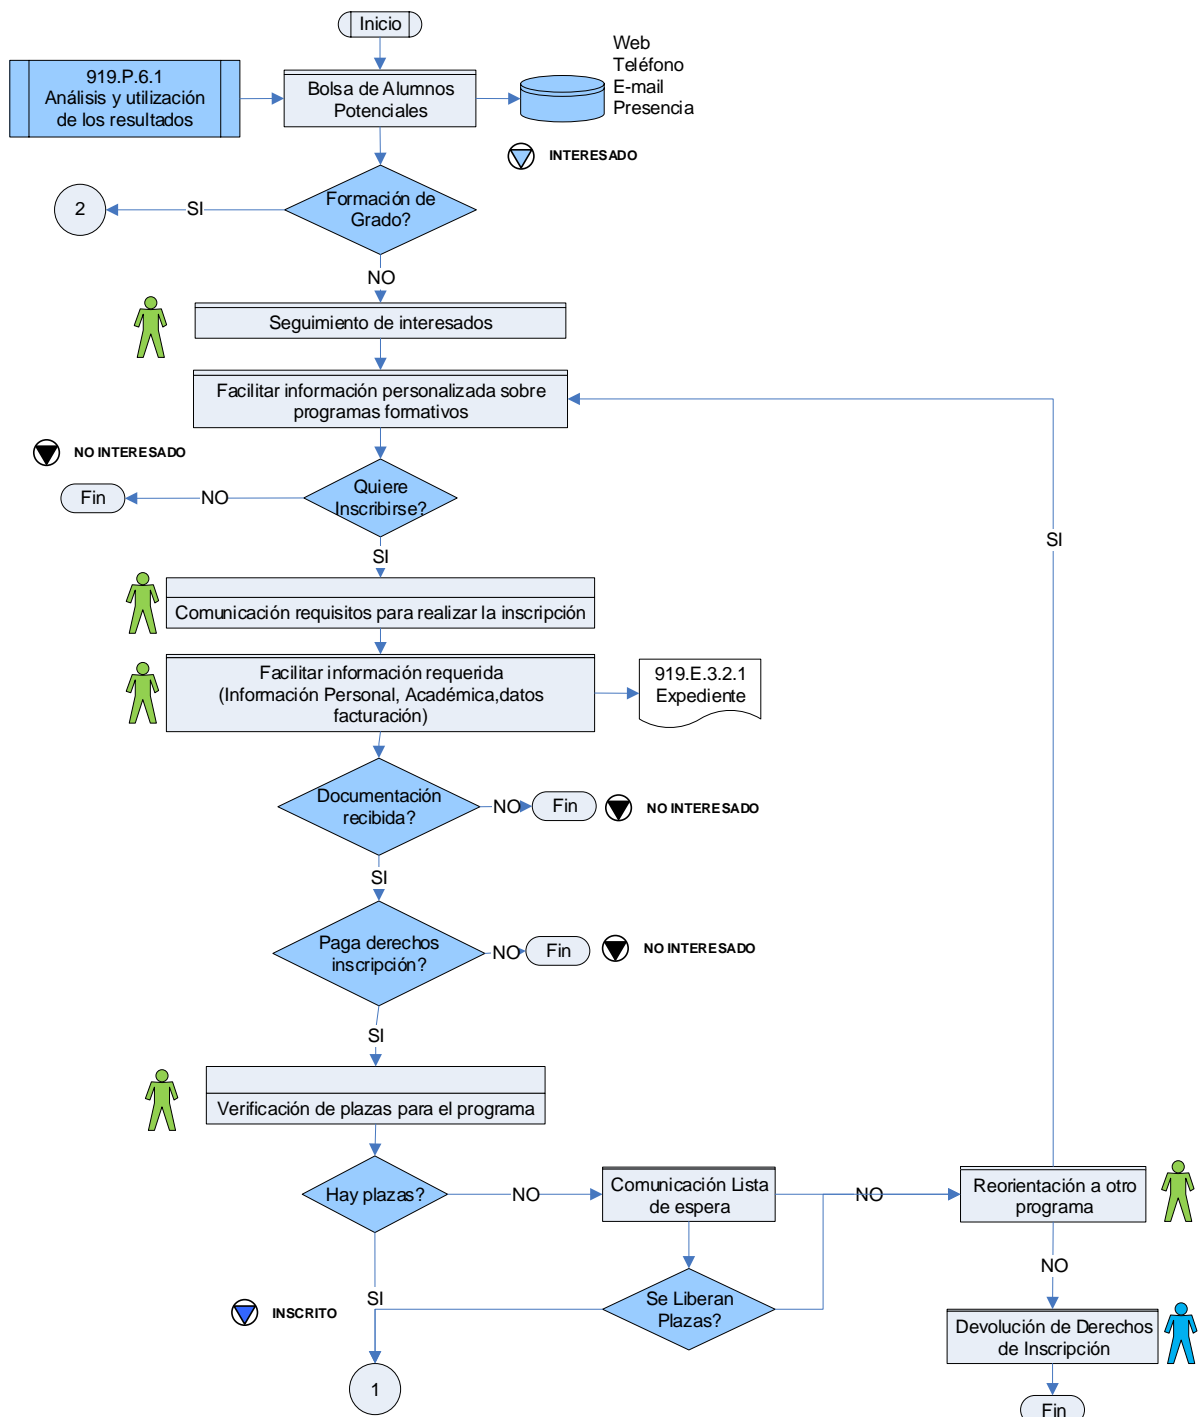 Inicio
Web
Teléfono
E-mail
Presencia
919.P.6.1
Análisis y utilización
de los resultados
Bolsa de Alumnos
Potenciales
INTERESADO
Formación de
Grado?
SI
2
NO
Seguimiento de interesados
Facilitar información personalizada sobre
programas formativos
NO INTERESADO
Quiere
Inscribirse?
NO
Fin
SI
SI
Comunicación requisitos para realizar la inscripción
Facilitar información requerida
(Información Personal, Académica,datos
facturación)
919.E.3.2.1
Expediente
Documentación
recibida?
NO
Fin
NO INTERESADO
SI
Paga derechos
inscripción?
NO
Fin
NO INTERESADO
SI
Verificación de plazas para el programa
Hay plazas?
NO
Comunicación Lista
de espera
NO
Reorientación a otro
programa
NO
SI
INSCRITO
Se Liberan
Plazas?
Devolución de Derechos
de Inscripción
1
Fin